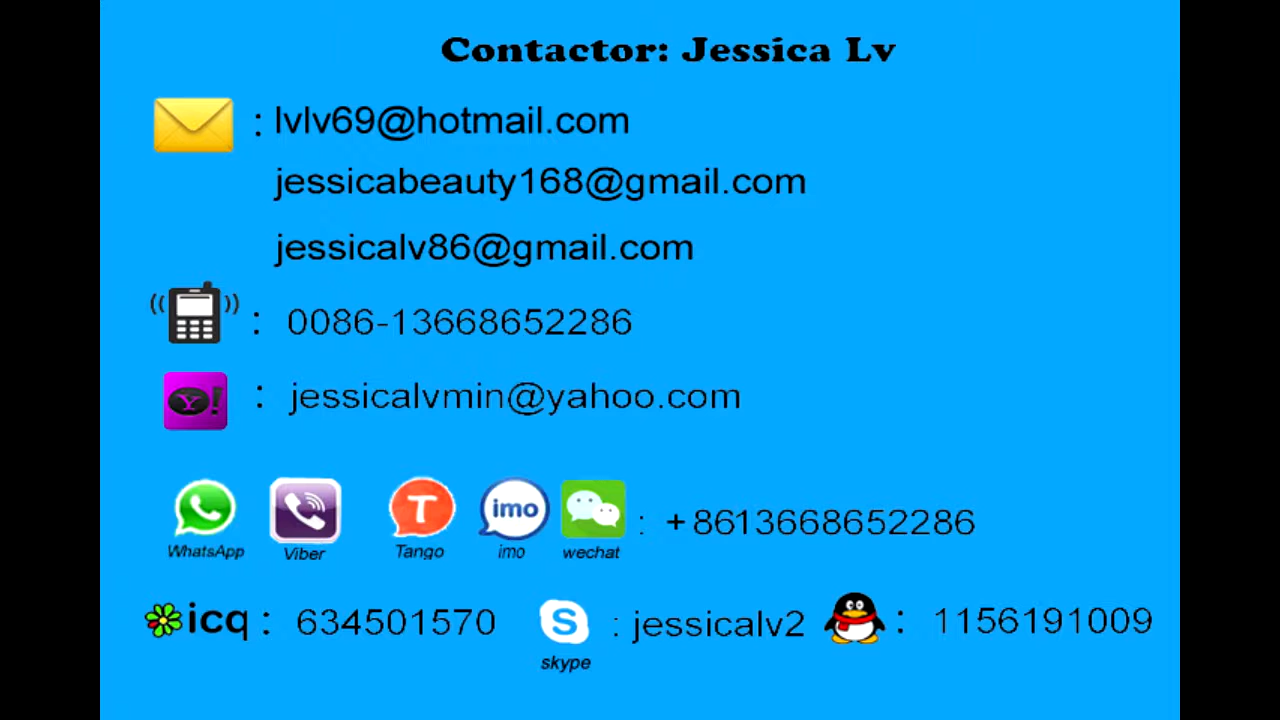 Contactor: Jessica Lv
: lvlv69@hotmail.com
jessicabeauty168@gmail.com
jessicalv86@gmail.com
: 0086-13668652286
Y! : jessicalvmin@yahoo.com
T imo : +8613668652286
WhatsApp Viber Tango imo wechat
icq : 634501570 S : jessicalv2 : 1156191009
skype